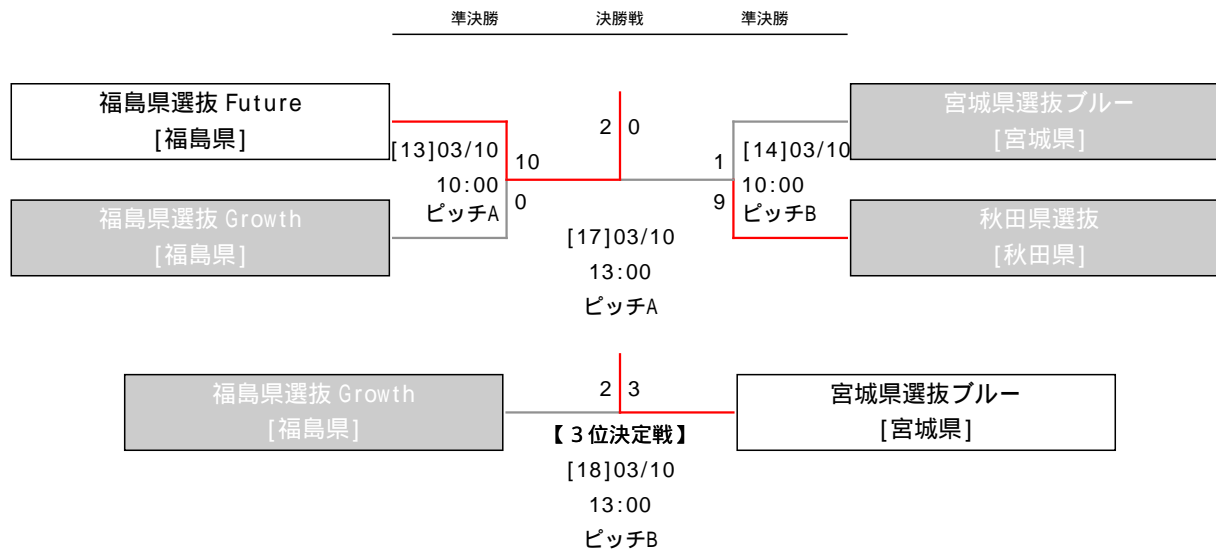 準決勝 決勝戦 準決勝
福島県選抜 Future
[福島県]
宮城県選抜ブルー
[宮城県]
2 0
[13]03/10
10:00
ピッチA
10
0
1
9
[14]03/10
10:00
ピッチB
福島県選抜 Growth
[福島県]
秋田県選抜
[秋田県]
[17]03/10
13:00
ピッチA
福島県選抜 Growth
[福島県]
2 3
宮城県選抜ブルー
[宮城県]
【３位決定戦】
[18]03/10
13:00
ピッチB